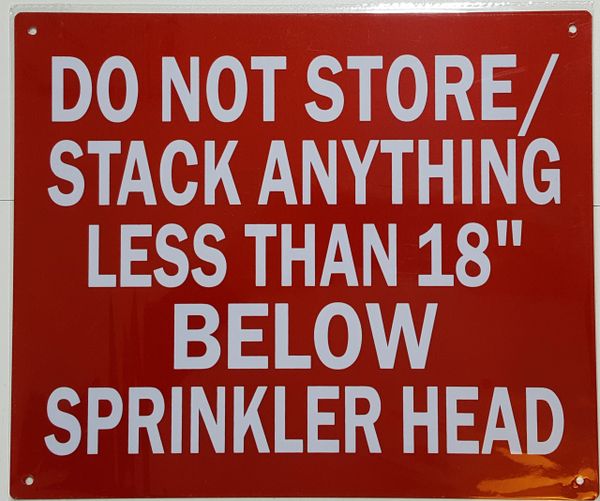 DO NOT STORE/
STACK ANYTHING
LESS THAN 18"
BELOW
SPRINKLER HEAD